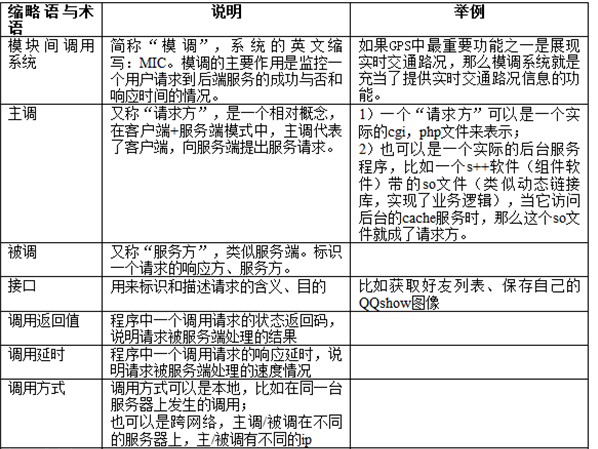 缩略语与术语
说明
举例
模块间调用系统
简称“模调”，系统的英文缩
写：MIC。模调的主要作用是监控一
个用户请求到后端服务的成功与否和
响应时间的情况。
如果GPS中最重要功能之一是展现
实时交通路况，那么模调系统就是
充当了提供实时交通路况信息的功
能。
主调
又称“请求方”，是一个相对概念，
在客户端+服务端模式中，主调代表
了客户端，向服务端提出服务请求。
1）一个“请求方”可以是一个实
际的cgi，php文件来表示；
2）也可以是一个实际的后台服务
程序，比如一个s++软件（组件软
件）带的so文件（类似动态链接
库，实现了业务逻辑），当它访问
后台的cache服务时，那么这个so文
件就成了请求方。
被调
又称“服务方”，类似服务端。标识
一个请求的响应方、服务方。
接口
用来标识和描述请求的含义、目的
比如获取好友列表、保存自己的
QQshow图像
调用返回值
程序中一个调用请求的状态返回码，
说明请求被服务端处理的结果
调用延时
程序中一个调用请求的响应延时，说
明请求被服务端处理的速度情况
调用方式
调用方式可以是本地，比如在同一台
服务器上发生的调用；
也可以是跨网络，主调/被调在不同
的服务器上，主/被调有不同的ip